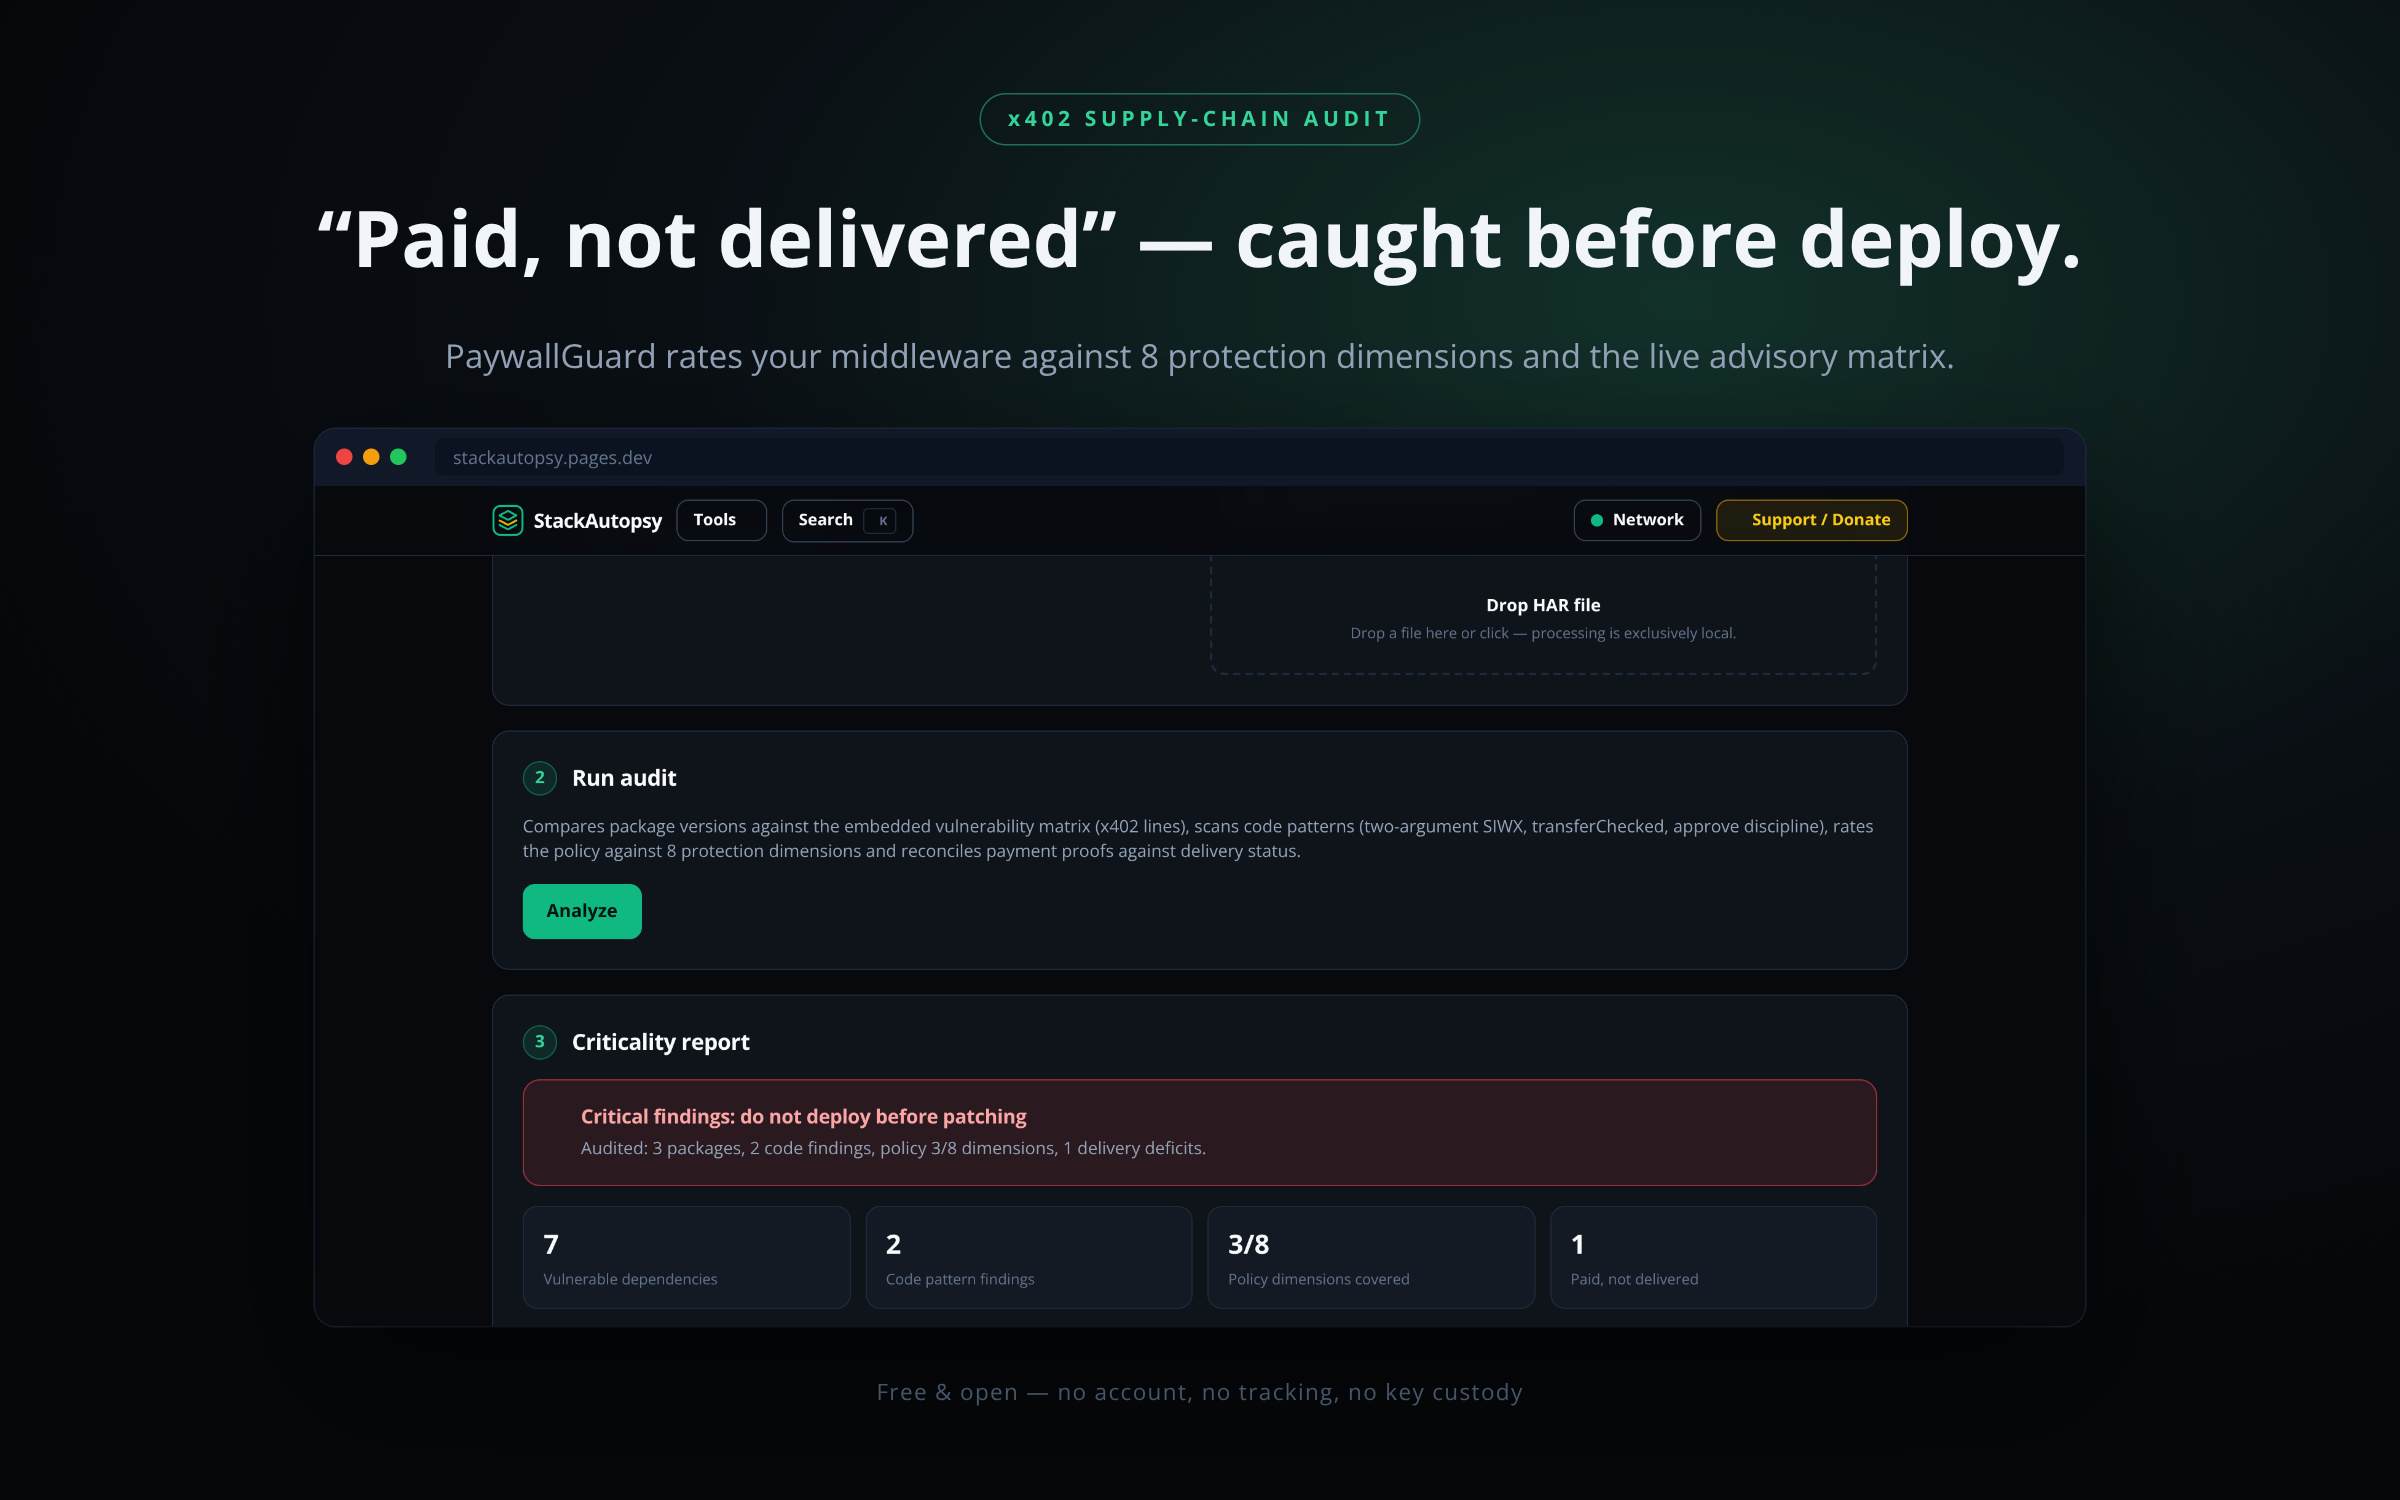 x402 SUPPLY-CHAIN AUDIT
“Paid, not delivered” — caught before deploy.
PaywallGuard rates your middleware against 8 protection dimensions and the live advisory matrix.
stackautopsy.pages.dev
StackAutopsy
Tools
Search K
Network
Support / Donate
Drop HAR file
Drop a file here or click — processing is exclusively local.
2 Run audit
Compares package versions against the embedded vulnerability matrix (x402 lines), scans code patterns (two-argument SIWX, transferChecked, approve discipline), rates
the policy against 8 protection dimensions and reconciles payment proofs against delivery status.
Analyze
3 Criticality report
Critical findings: do not deploy before patching
Audited: 3 packages, 2 code findings, policy 3/8 dimensions, 1 delivery deficits.
7
Vulnerable dependencies
2
Code pattern findings
3/8
Policy dimensions covered
1
Paid, not delivered
Free & open — no account, no tracking, no key custody